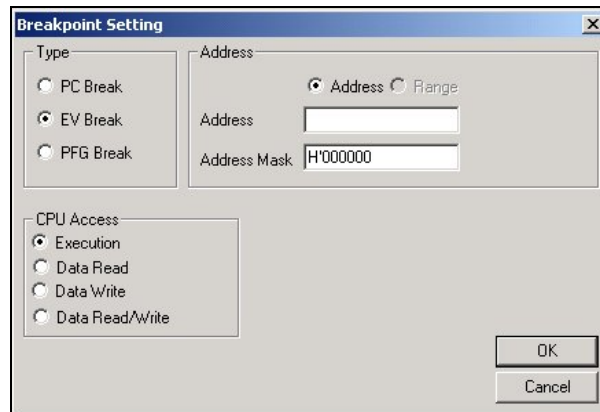 Breakpoint Setting
Type
PC Break
EV Break
PFG Break
Address
Address
Range
Address
Address Mask
H'000000
CPU Access
Execution
Data Read
Data Write
Data Read/Write
OK
Cancel